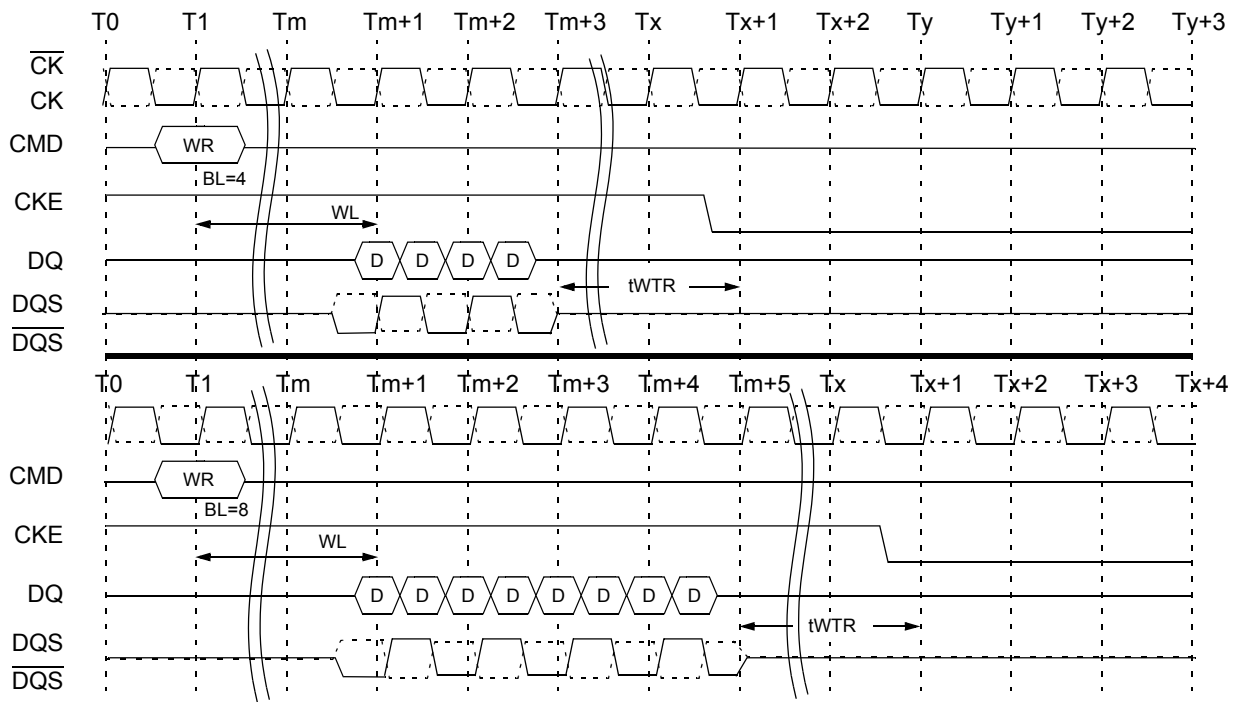 T0 T1 Tm Tm+1 Tm+2 Tm+3 Tx Tx+1 Tx+2 Ty Ty+1 Ty+2 Ty+3
CK
CK
CMD WR
BL=4
CKE
WL
DQ D D D D
tWTR
DQS
DQS
T0 T1 Tm Tm+1 Tm+2 Tm+3 Tm+4 Tm+5 Tx Tx+1 Tx+2 Tx+3 Tx+4
CMD WR
BL=8
CKE
WL
DQ D D D D D D D D
tWTR
DQS
DQS